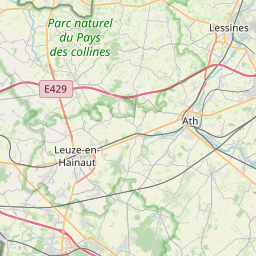 Parc naturel
du Pays
des collines
Lessines
E429
Ath
Leuze-en-
Hainaut